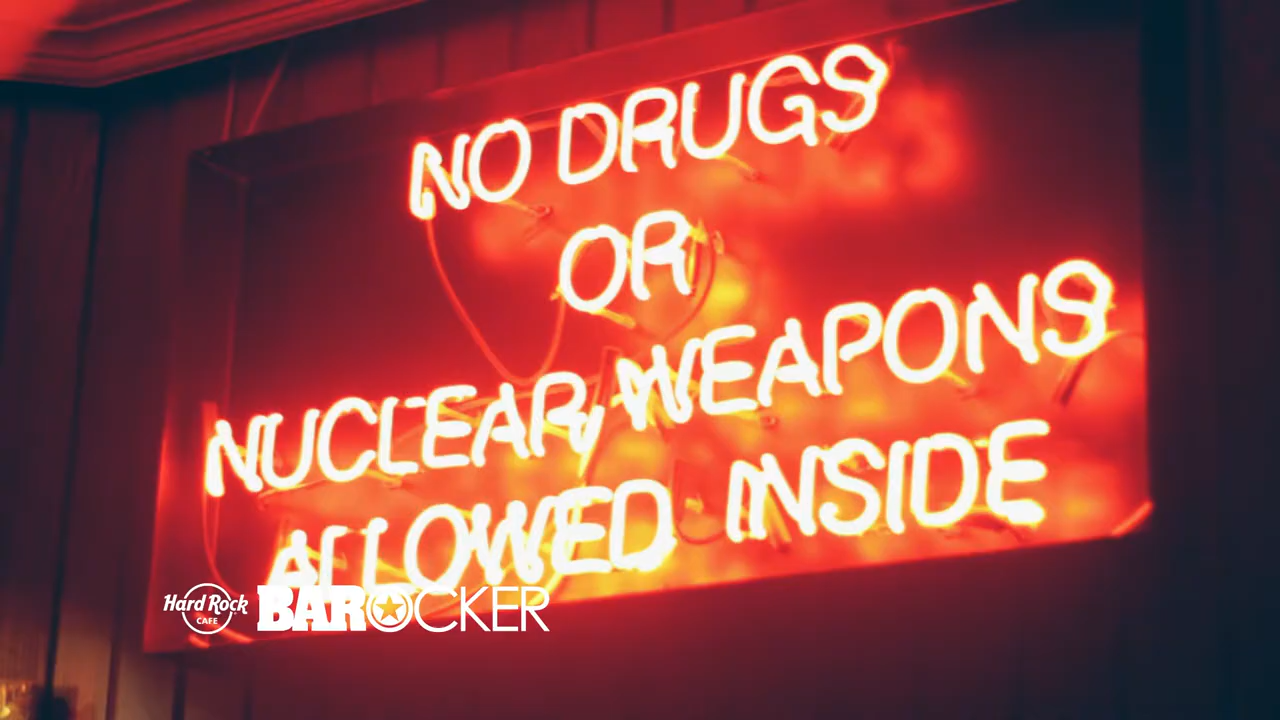 NO DRUGS
OR
NUCLEAR WEAPONS
ALLOWED INSIDE
Hard Rock
CAFE
BAROCKER